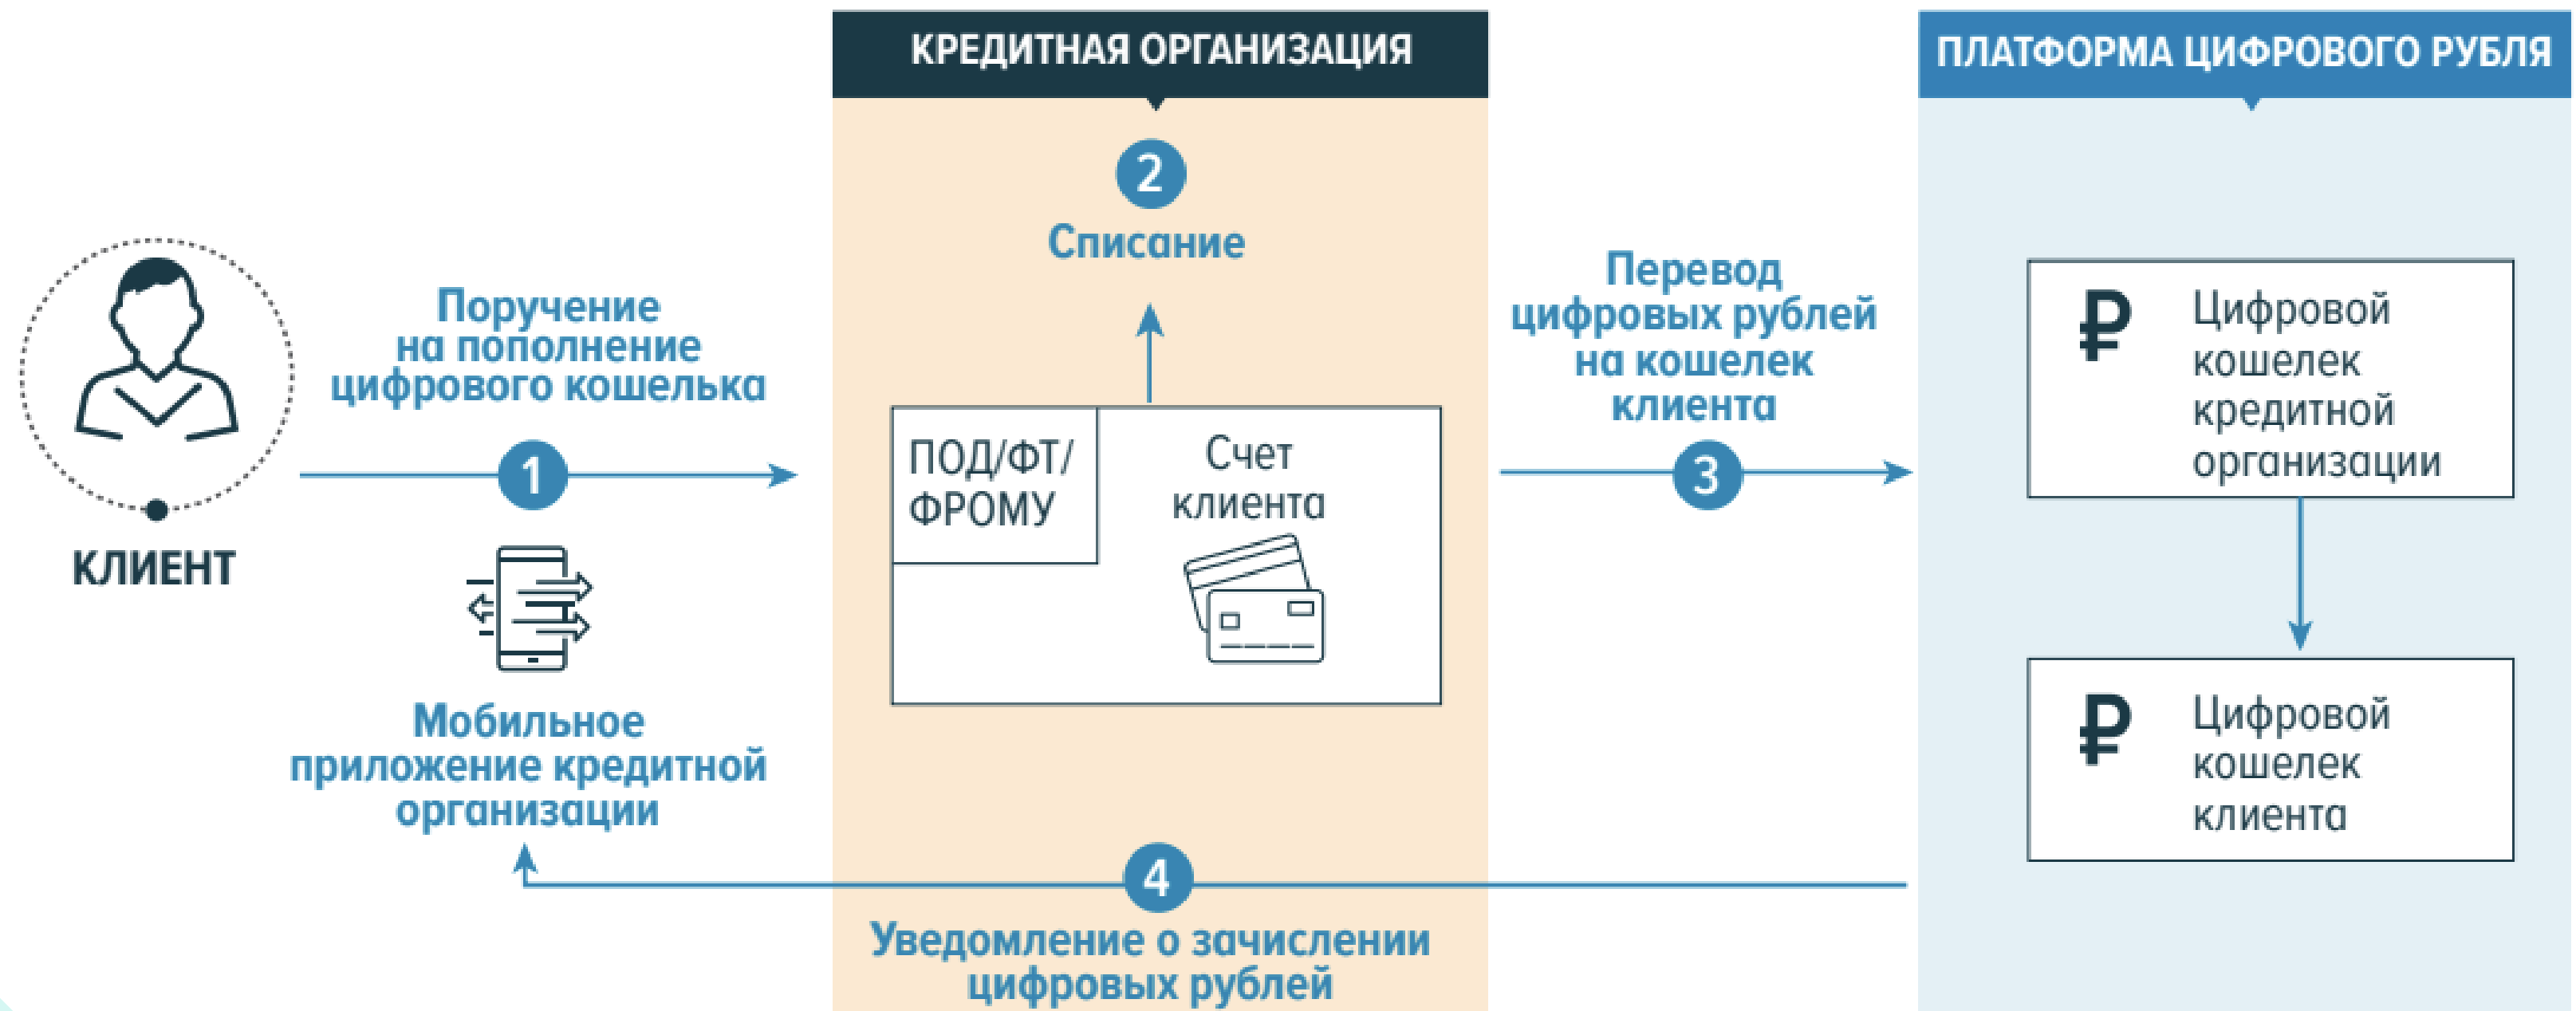 КРЕДИТНАЯ ОРГАНИЗАЦИЯ
ПЛАТФОРМА ЦИФРОВОГО РУБЛЯ
КЛИЕНТ
Поручение
на пополнение
цифрового кошелька
1
Мобильное
приложение кредитной
организации
2
Списание
ПОД/ФТ/
ФРОМУ
Счет
клиента
Перевод
цифровых рублей
на кошелек
клиента
3
₽
Цифровой
кошелек
кредитной
организации
₽
Цифровой
кошелек
клиента
4
Уведомление о зачислении
цифровых рублей